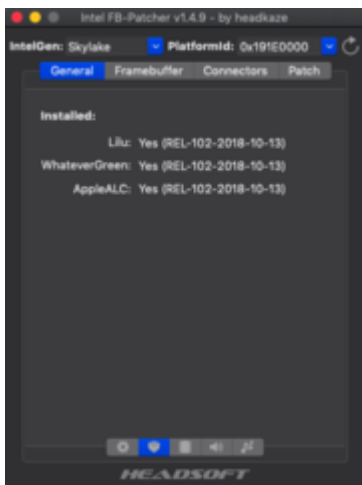 Intel FB-Patcher v1.4.9 - by headkaze
IntelGen: Skylake PlatformId: 0x191E0000
General Framebuffer Connectors Patch
Installed:
Lilu: Yes (REL-102-2018-10-13)
WhateverGreen: Yes (REL-102-2018-10-13)
AppleALC: Yes (REL-102-2018-10-13)
HEADSOFT